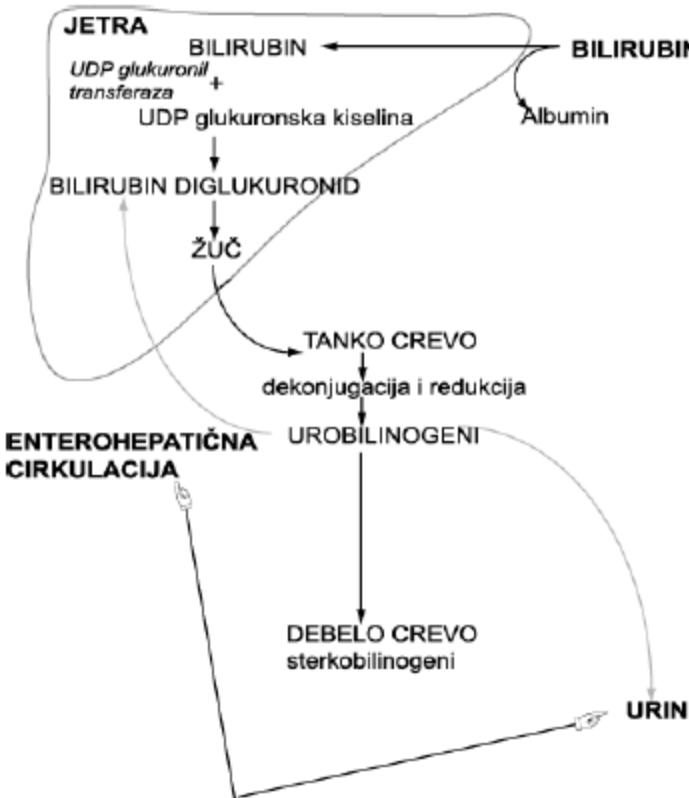 JETRA
BILIRUBIN
BILIRUBIN
UDP glukuronil
transferaza
+
Albumin
UDP glukuronska kiselina
BILIRUBIN DIGLUKURONID
ŽUČ
TANKO CREVO
dekonjugacija i redukcija
UROBILINOGENI
ENTEROHEPATIČNA
CIRKULACIJA
DEBELO CREVO
sterkobilinogeni
URIN